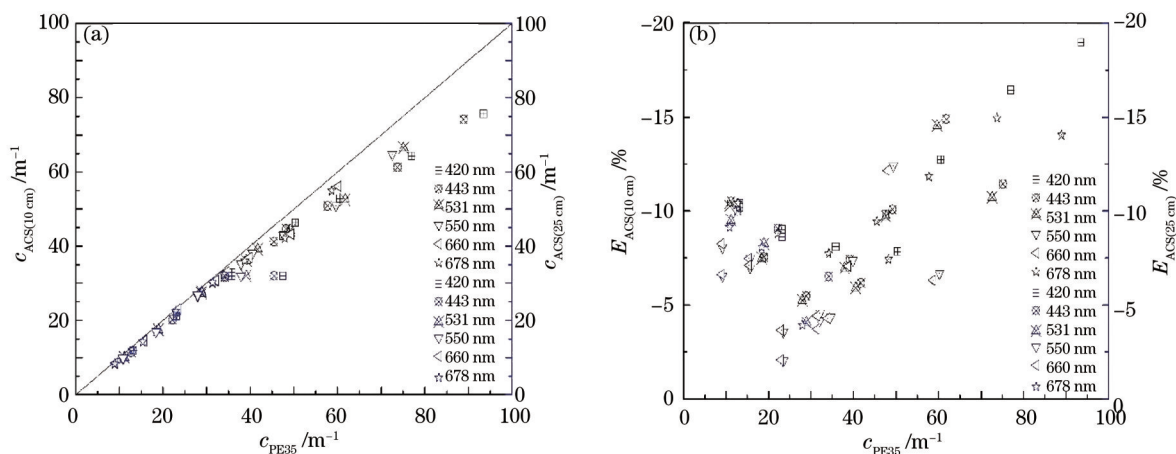 (a)
100
80
60
40
20
0
c_ACS(10 cm) /m⁻¹
100
80
60
40
20
0
c_ACS(25 cm) /m⁻¹
420 nm
443 nm
531 nm
550 nm
660 nm
678 nm
420 nm
443 nm
531 nm
550 nm
660 nm
678 nm
0 20 40 60 80 100
c_PE35 /m⁻¹
(b)
-20
-15
-10
-5
0
E_ACS(10 cm) /%
-20
-15
-10
-5
0
E_ACS(25 cm) /%
420 nm
443 nm
531 nm
550 nm
660 nm
678 nm
420 nm
443 nm
531 nm
550 nm
660 nm
678 nm
0 20 40 60 80 100
c_PE35 /m⁻¹